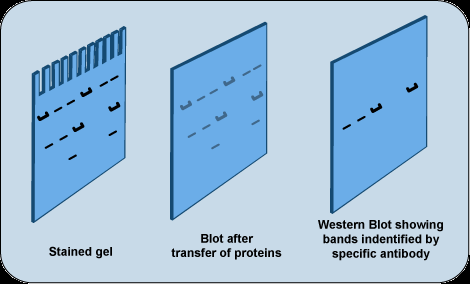 Stained gel
Blot after
transfer of proteins
Western Blot showing
bands indentified by
specific antibody